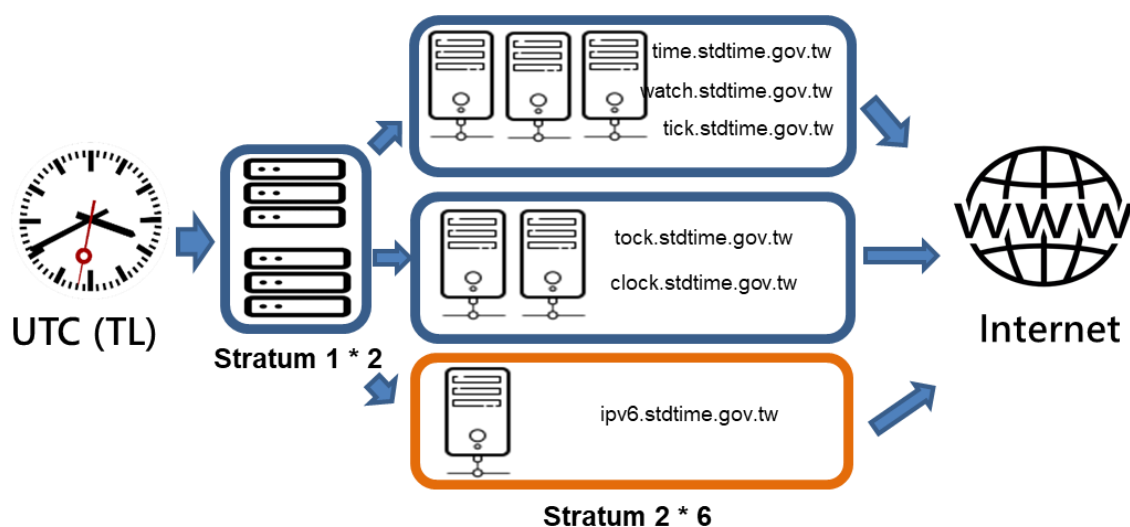 time.stdtime.gov.tw
watch.stdtime.gov.tw
tick.stdtime.gov.tw
UTC (TL)
Stratum 1 * 2
tock.stdtime.gov.tw
clock.stdtime.gov.tw
WWW
Internet
ipv6.stdtime.gov.tw
Stratum 2 * 6